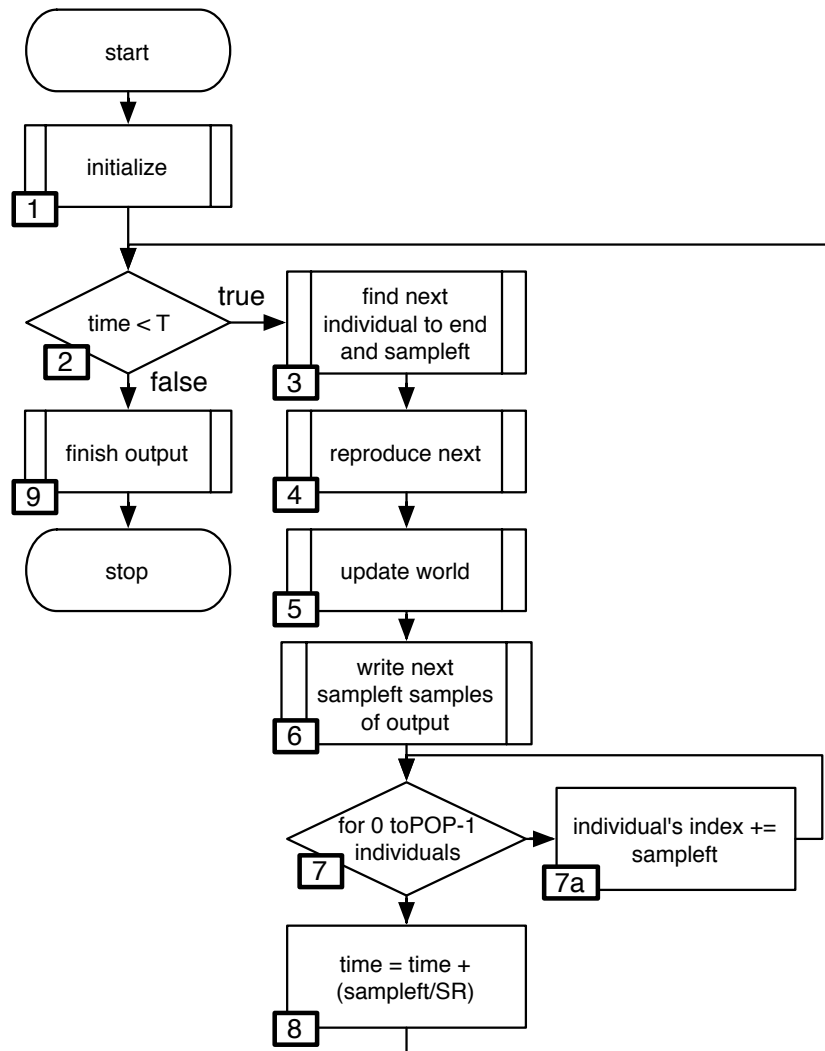 start
initialize
1
time < T
2
true
false
find next
individual to end
and sampleft
3
finish output
9
reproduce next
4
stop
update world
5
write next
sampleft samples
of output
6
for 0 toPOP-1
individuals
7
individual's index +=
sampleft
7a
time = time +
(sampleft/SR)
8